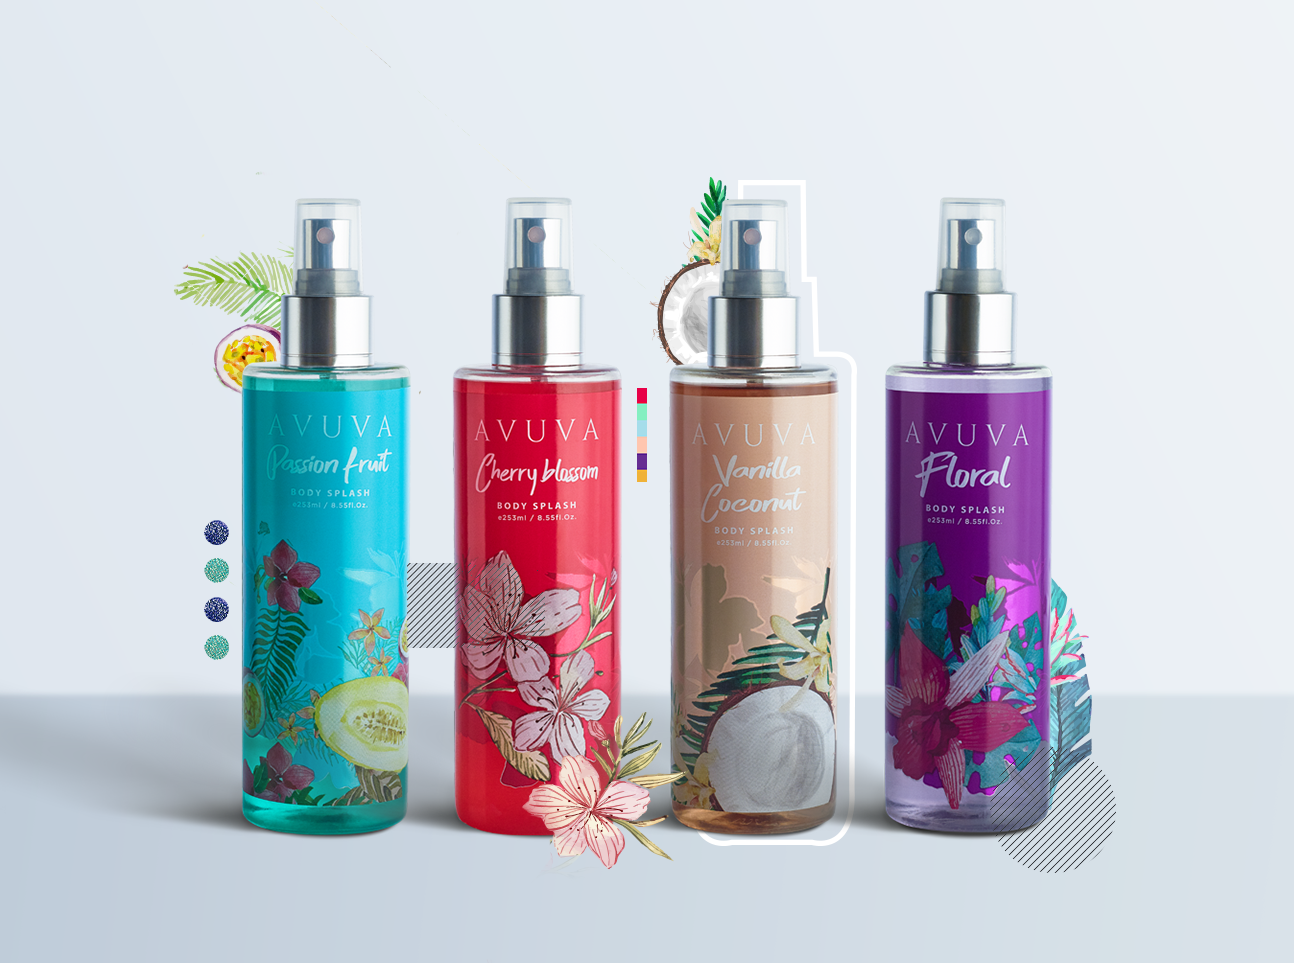 AVUVA
Passion fruit
BODY SPLASH
e253ml / 8.55fl.Oz.
AVUVA
Cherry blossom
BODY SPLASH
e253ml / 8.55fl.Oz.
AVUVA
Vanilla
Coconut
BODY SPLASH
e253ml / 8.55fl.Oz.
AVUVA
Floral
BODY SPLASH
e253ml / 8.55fl.Oz.